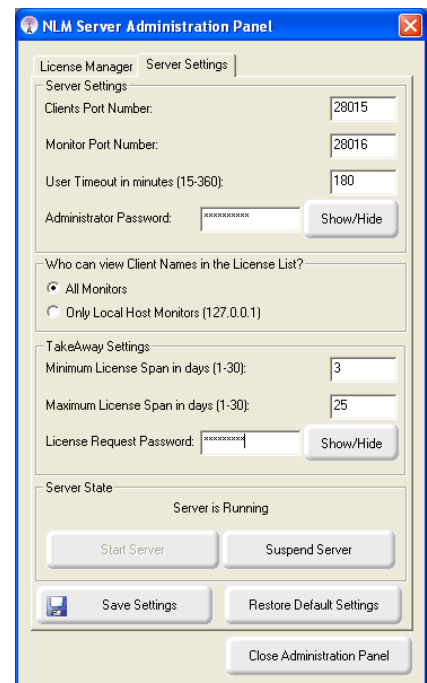 NLM Server Administration Panel
License Manager Server Settings
Server Settings
Clients Port Number: 28015
Monitor Port Number: 28016
User Timeout in minutes (15-360): 180
Administrator Password: ********** Show/Hide
Who can view Client Names in the License List?
All Monitors
Only Local Host Monitors (127.0.0.1)
TakeAway Settings
Minimum License Span in days (1-30): 3
Maximum License Span in days (1-30): 25
License Request Password: ********* Show/Hide
Server State
Server is Running
Start Server Suspend Server
Save Settings Restore Default Settings
Close Administration Panel